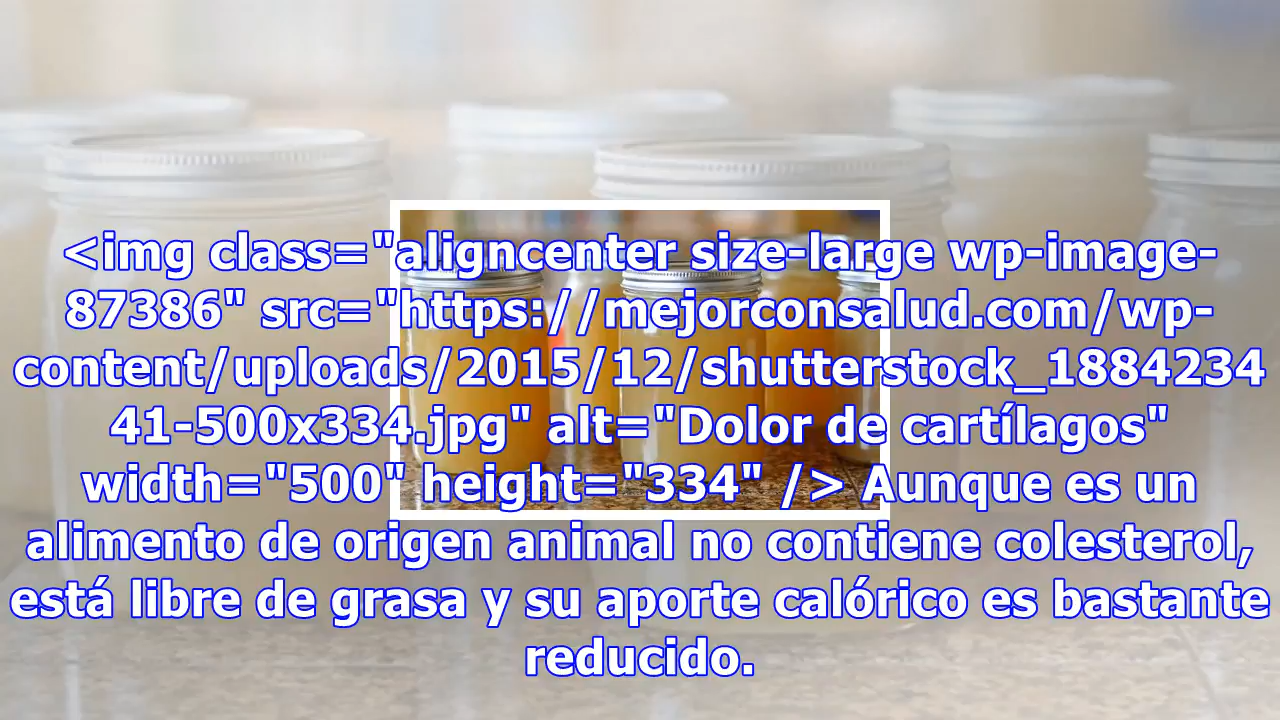 <img class="aligncenter size-large wp-image-
87386" src="https://mejorconsalud.com/wp-
content/uploads/2015/12/shutterstock_1884234
41-500x334.jpg" alt="Dolor de cartílagos"
width="500" height="334" /> Aunque es un
alimento de origen animal no contiene colesterol,
está libre de grasa y su aporte calórico es bastante
reducido.